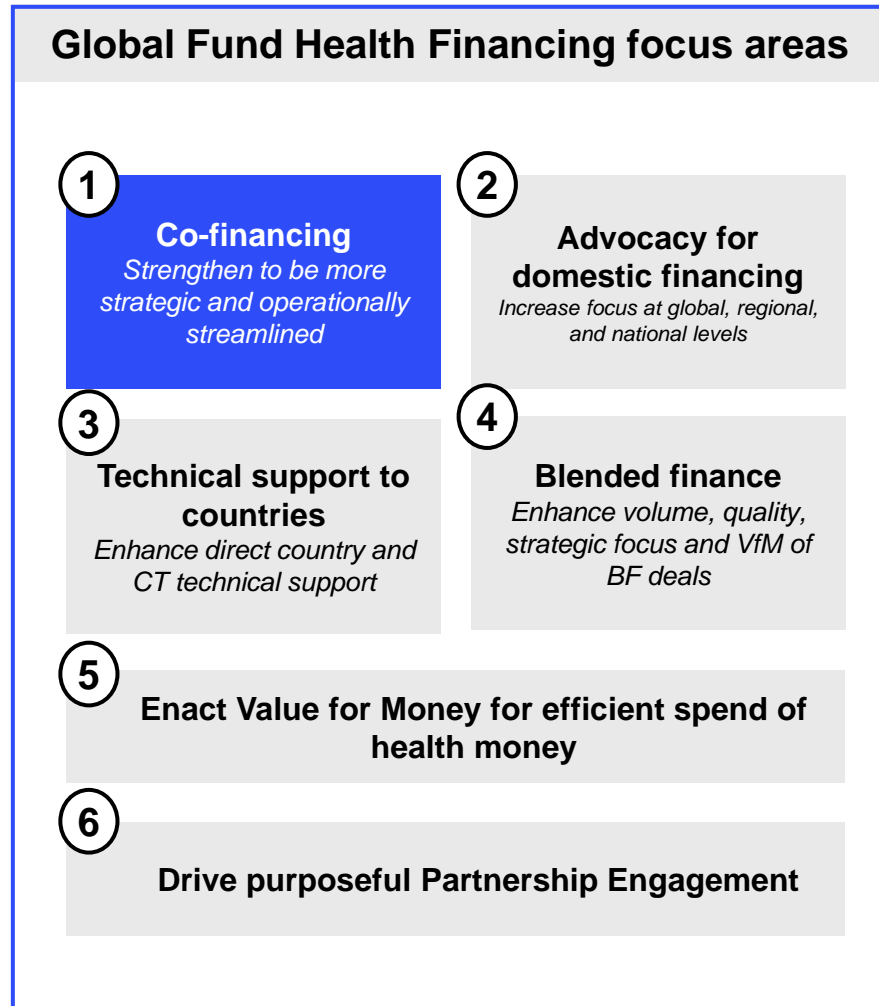 Global Fund Health Financing focus areas
1
Co-financing
Strengthen to be more
strategic and operationally
streamlined
2
Advocacy for
domestic financing
Increase focus at global, regional,
and national levels
3
Technical support to
countries
Enhance direct country and
CT technical support
4
Blended finance
Enhance volume, quality,
strategic focus and VfM of
BF deals
5
Enact Value for Money for efficient spend of
health money
6
Drive purposeful Partnership Engagement